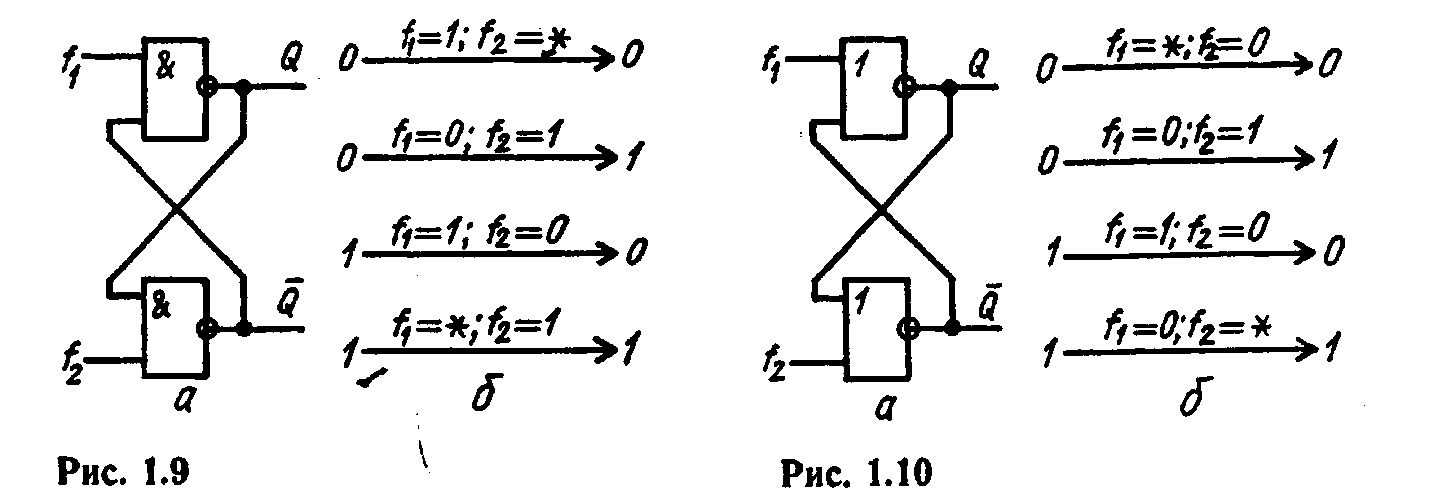 f₁ & Q
0 f₁=1; f₂=* 0
0 f₁=0; f₂=1 1
1 f₁=1; f₂=0 0
1 f₁=*; f₂=1 1
f₂ & Q̄
а б
Рис. 1.9
f₁ 1 Q
0 f₁=*; f₂=0 0
0 f₁=0; f₂=1 1
1 f₁=1; f₂=0 0
1 f₁=0; f₂=* 1
f₂ 1 Q̄
а б
Рис. 1.10